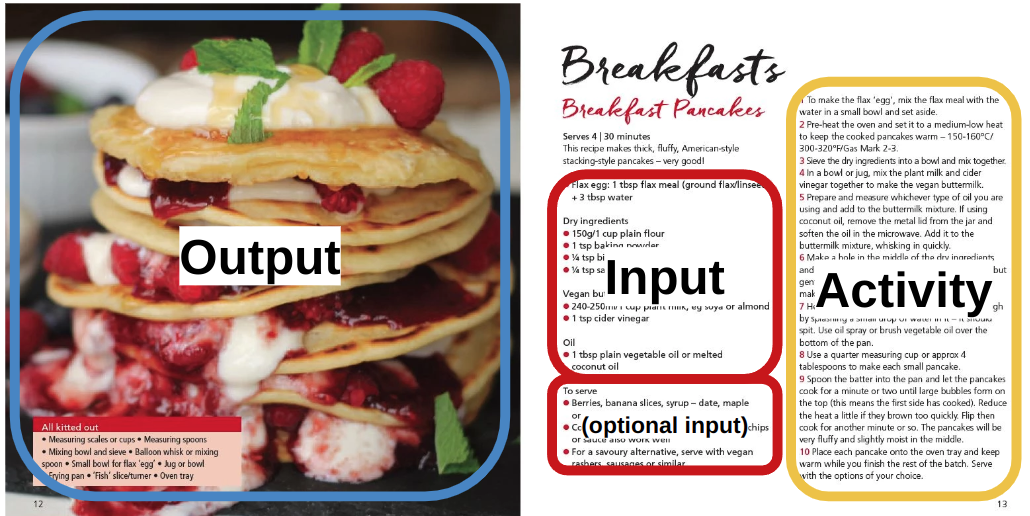 Output
All kitted out
• Measuring scales or cups • Measuring spoons
• Mixing bowl and sieve • Balloon whisk or mixing
spoon • Small bowl for flax 'egg' • Jug or bowl
Frying pan • 'Fish' slice/turner • Oven tray
12
Breakfasts
Breakfast Pancakes
Serves 4 | 30 minutes
This recipe makes thick, fluffy, American-style
stacking-style pancakes – very good!
Flax egg: 1 tbsp flax meal (ground flax/linsee
+ 3 tbsp water
Dry ingredients
● 150g/1 cup plain flour
● 1 tsp baking powder
● ¼ tsp bi
● ¼ tsp sa
Input
Vegan bu
● 240-250ml/1 cup plant milk, eg soya or almond
● 1 tsp cider vinegar
Oil
● 1 tbsp plain vegetable oil or melted
coconut oil
To serve
● Berries, banana slices, syrup – date, maple
or
chips
(optional input)
or sauce also work well
● For a savoury alternative, serve with vegan
rashers, sausages or similar
1 To make the flax 'egg', mix the flax meal with the
water in a small bowl and set aside.
2 Pre-heat the oven and set it to a medium-low heat
to keep the cooked pancakes warm – 150-160°C/
300-320°F/Gas Mark 2-3.
3 Sieve the dry ingredients into a bowl and mix together.
4 In a bowl or jug, mix the plant milk and cider
vinegar together to make the vegan buttermilk.
5 Prepare and measure whichever type of oil you are
using and add to the buttermilk mixture. If using
coconut oil, remove the metal lid from the jar and
soften the oil in the microwave. Add it to the
buttermilk mixture, whisking in quickly.
6 Make a hole in the middle of the dry ingredients
and but
gen
mak
Activity
7 H gh
by splashing a small drop of water in it – it should
spit. Use oil spray or brush vegetable oil over the
bottom of the pan.
8 Use a quarter measuring cup or approx 4
tablespoons to make each small pancake.
9 Spoon the batter into the pan and let the pancakes
cook for a minute or two until large bubbles form on
the top (this means the first side has cooked). Reduce
the heat a little if they brown too quickly. Flip then
cook for another minute or so. The pancakes will be
very fluffy and slightly moist in the middle.
10 Place each pancake onto the oven tray and keep
warm while you finish the rest of the batch. Serve
with the options of your choice.
13